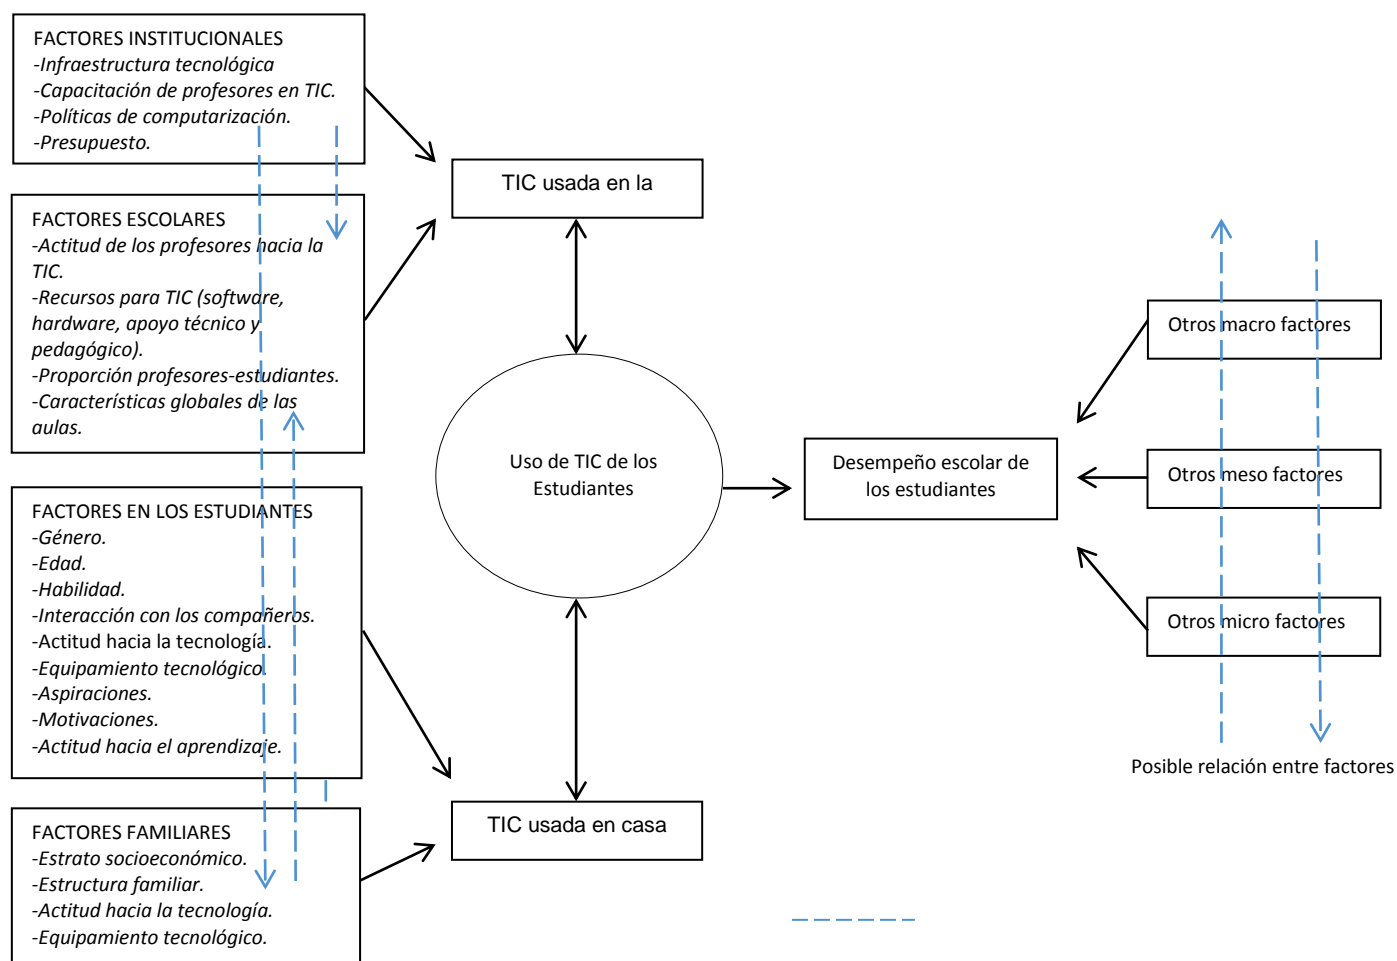 FACTORES INSTITUCIONALES
-Infraestructura tecnológica
-Capacitación de profesores en TIC.
-Políticas de computarización.
-Presupuesto.
FACTORES ESCOLARES
-Actitud de los profesores hacia la
TIC.
-Recursos para TIC (software,
hardware, apoyo técnico y
pedagógico).
-Proporción profesores-estudiantes.
-Características globales de las
aulas.
FACTORES EN LOS ESTUDIANTES
-Género.
-Edad.
-Habilidad.
-Interacción con los compañeros.
-Actitud hacia la tecnología.
-Equipamiento tecnológico.
-Aspiraciones.
-Motivaciones.
-Actitud hacia el aprendizaje.
FACTORES FAMILIARES
-Estrato socioeconómico.
-Estructura familiar.
-Actitud hacia la tecnología.
-Equipamiento tecnológico.
TIC usada en la
Uso de TIC de los
Estudiantes
TIC usada en casa
Desempeño escolar de
los estudiantes
Otros macro factores
Otros meso factores
Otros micro factores
Posible relación entre factores